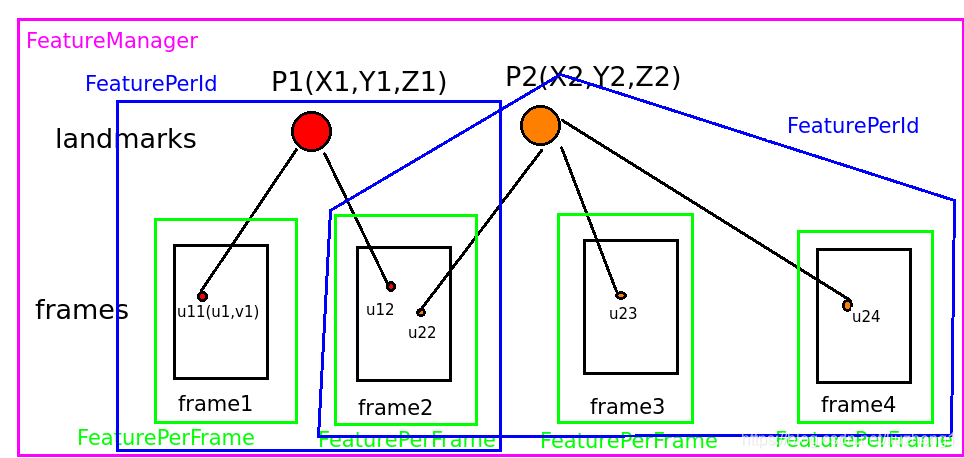 FeatureManager
FeaturePerId
P1(X1,Y1,Z1)
P2(X2,Y2,Z2)
landmarks
FeaturePerId
frames
u11(u1,v1)
u12
u22
u23
u24
frame1
frame2
frame3
frame4
FeaturePerFrame
FeaturePerFrame
FeaturePerFrame
FeaturePerFrame